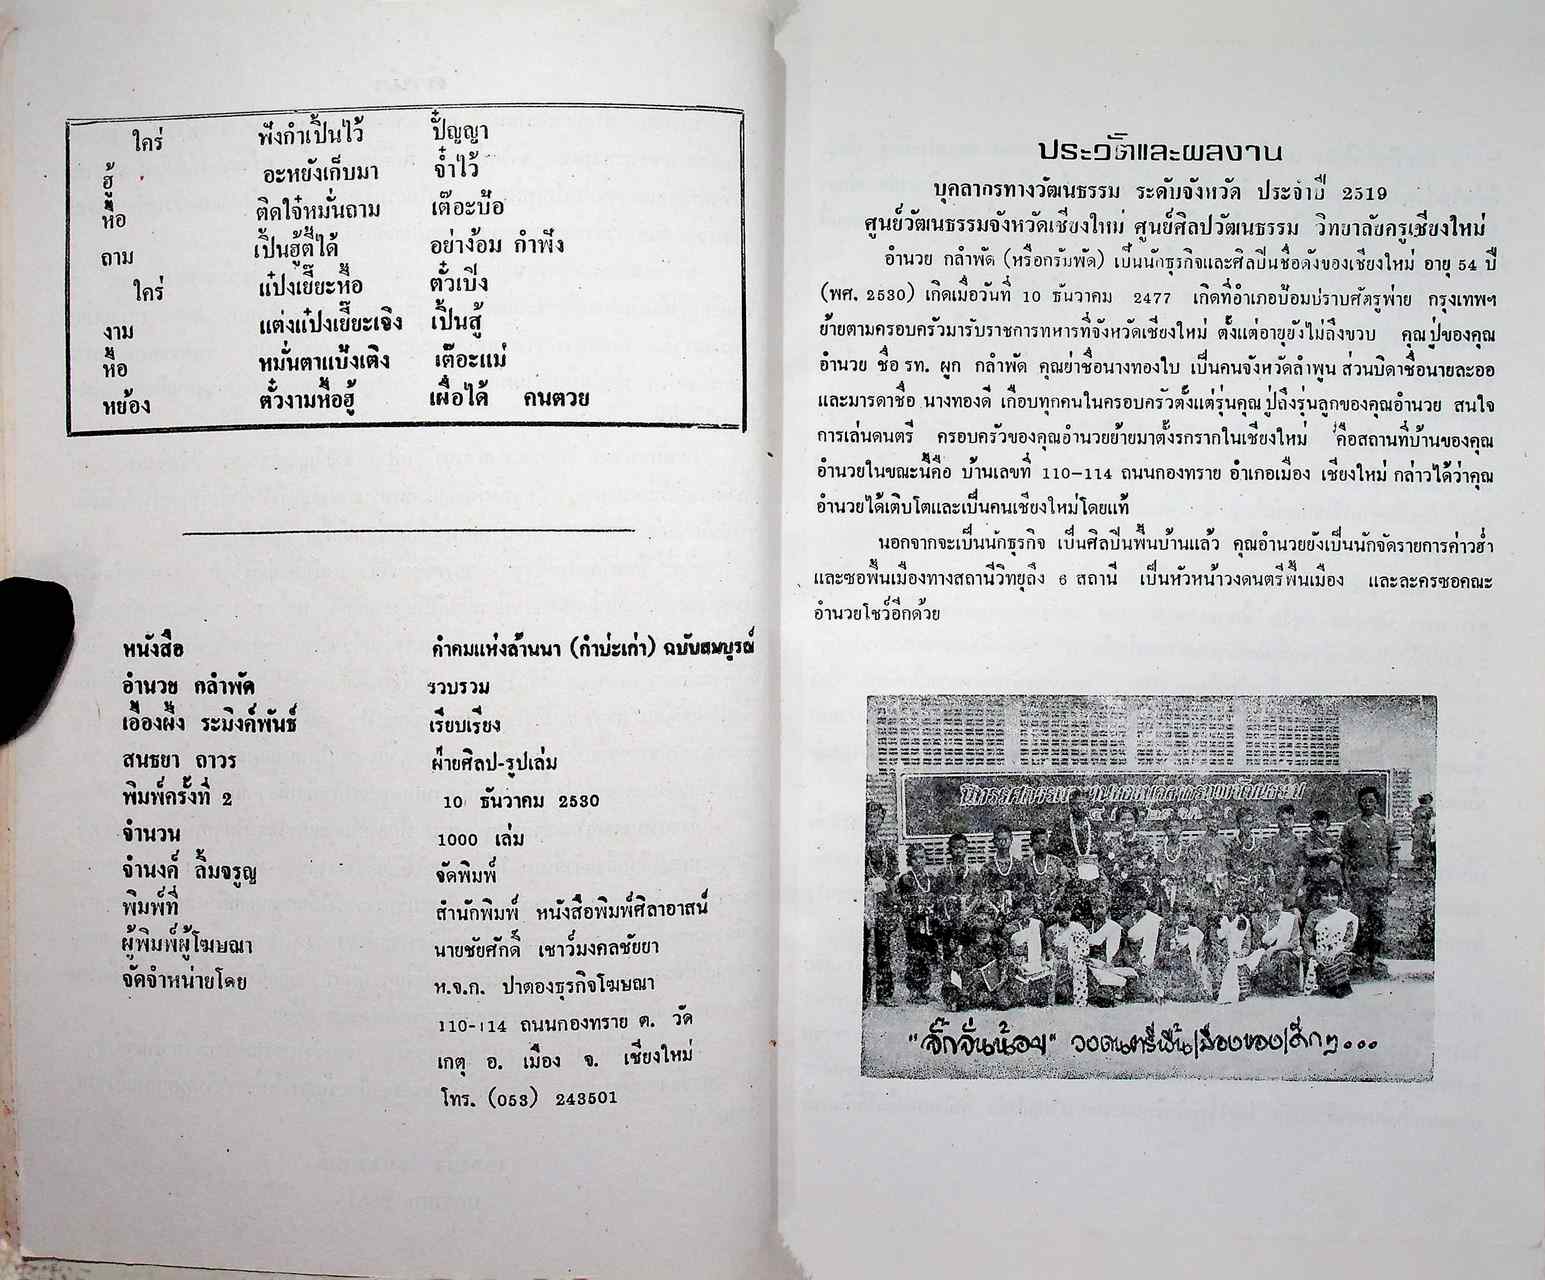 ใคร่ ฟังกำเปิ้นไว้ ปั๋ญญา
ฮู้ อะหยังเก็บมา จ๋ำไว้
หื้อ ติดใจ๋หมั่นถาม เต๊อะบ้อ
ถาม เปิ้นฮู้ตี้ได้ อย่าง้อม กำฟัง
ใคร่ แป๋งเยี๊ยะหื้อ ตั๋วเปิง
งาม แต่งแป๋งเยี๊ยะเจิง เปิ้นสู้
หื้อ หมั่นตาแป้งเติง เต๊อะแม่
หย้อง ตั๋วงามหื้อฮู้ เผื่อได้ คนตวย
หนังสือ กำคมแห่งล้านนา (กำบ่ะเก่า) ฉบับสมบูรณ์
อำนวย กลำพัด รวบรวม
เอื้องผึ้ง ระมิงค์พันธ์ เรียบเรียง
สนธยา ถาวร ฝ่ายศิลป-รูปเล่ม
พิมพ์ครั้งที่ 2 10 ธันวาคม 2530
จำนวน 1000 เล่ม
จำนงค์ ลิ้มจรูญ จัดพิมพ์
พิมพ์ที่ สำนักพิมพ์ หนังสือพิมพ์ศิลาอาสน์
ผู้พิมพ์ผู้โฆษณา นายชัยศักดิ์ เชาว์มงคลชัยยา
จัดจำหน่ายโดย ห.จ.ก. ปาตองธุรกิจโฆษณา
110-114 ถนนกองทราย ต. วัด
เกตุ อ. เมือง จ. เชียงใหม่
โทร. (053) 243501
ประวัติและผลงาน
บุคลากรทางวัฒนธรรม ระดับจังหวัด ประจำปี 2519
ศูนย์วัฒนธรรมจังหวัดเชียงใหม่ ศูนย์ศิลปวัฒนธรรม วิทยาลัยครูเชียงใหม่
อำนวย กลำพัด (หรือกรัมพัด) เป็นนักธุรกิจและศิลปินชื่อดังของเชียงใหม่ อายุ 54 ปี
(พศ. 2530) เกิดเมื่อวันที่ 10 ธันวาคม 2477 เกิดที่อำเภอป้อมปราบศัตรูพ่าย กรุงเทพฯ
ย้ายตามครอบครัวมารับราชการทหารที่จังหวัดเชียงใหม่ ตั้งแต่อายุยังไม่ถึงขวบ คุณปู่ของคุณ
อำนวย ชื่อ รท. ผูก กลำพัด คุณย่าชื่อนางทองใบ เป็นคนจังหวัดลำพูน ส่วนบิดาชื่อนายละออ
และมารดาชื่อ นางทองดี เกือบทุกคนในครอบครัวตั้งแต่รุ่นคุณปู่ถึงรุ่นลูกของคุณอำนวย สนใจ
การเล่นดนตรี ครอบครัวของคุณอำนวยย้ายมาตั้งรกรากในเชียงใหม่ คือสถานที่บ้านของคุณ
อำนวยในขณะนี้คือ บ้านเลขที่ 110-114 ถนนกองทราย อำเภอเมือง เชียงใหม่ กล่าวได้ว่าคุณ
อำนวยได้เติบโตและเป็นคนเชียงใหม่โดยแท้
นอกจากจะเป็นนักธุรกิจ เป็นศิลปินพื้นบ้านแล้ว คุณอำนวยยังเป็นนักจัดรายการค่าวฮ่ำ
และซอพื้นเมืองทางสถานีวิทยุถึง 6 สถานี เป็นหัวหน้าวงดนตรีพื้นเมือง และละครซอคณะ
อำนวยโชว์อีกด้วย
"จิ๊กจั่นน้อย" วงดนตรีพื้นเมืองของเด็กๆ...